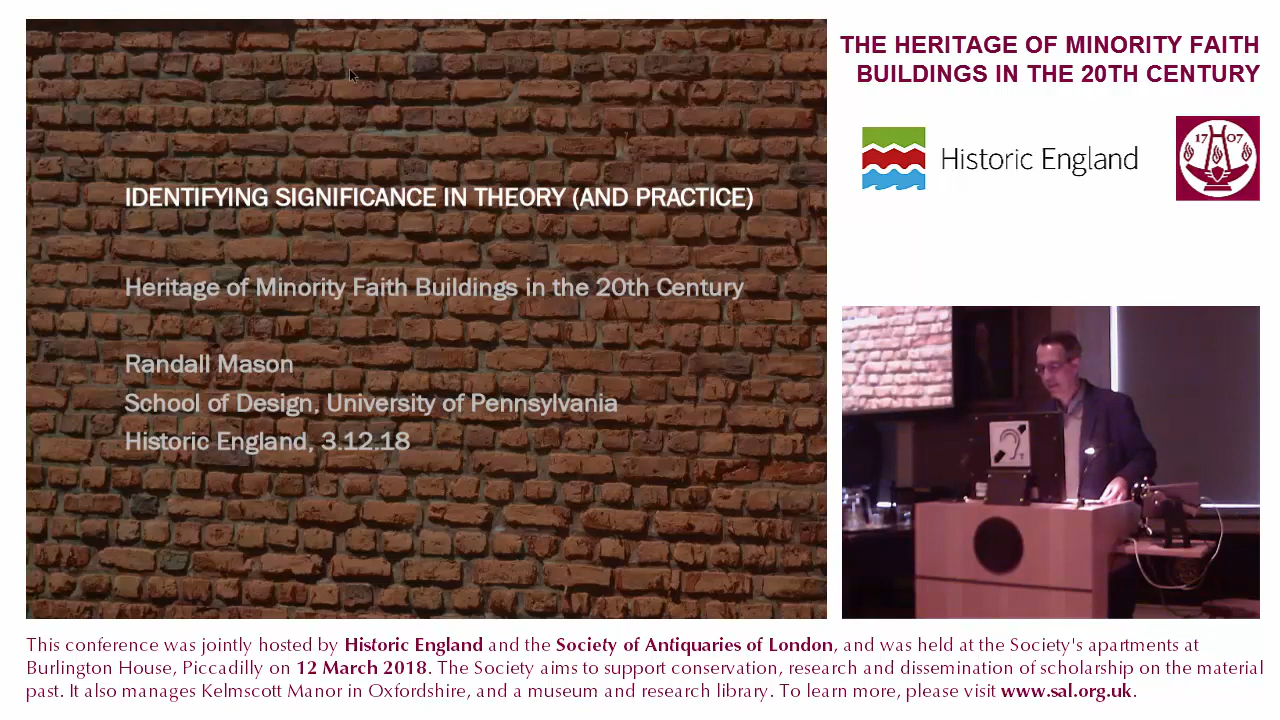 IDENTIFYING SIGNIFICANCE IN THEORY (AND PRACTICE)
Heritage of Minority Faith Buildings in the 20th Century
Randall Mason
School of Design, University of Pennsylvania
Historic England, 3.12.18
THE HERITAGE OF MINORITY FAITH
BUILDINGS IN THE 20TH CENTURY
Historic England
17 07
T
This conference was jointly hosted by Historic England and the Society of Antiquaries of London, and was held at the Society's apartments at
Burlington House, Piccadilly on 12 March 2018. The Society aims to support conservation, research and dissemination of scholarship on the material
past. It also manages Kelmscott Manor in Oxfordshire, and a museum and research library. To learn more, please visit www.sal.org.uk.